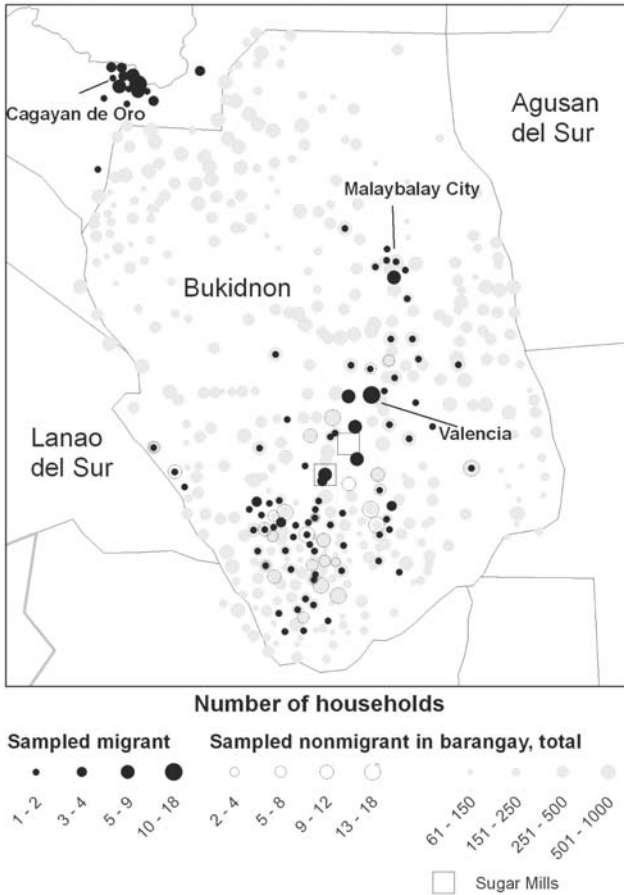 Cagayan de Oro
Agusan
del Sur
Malaybalay City
Bukidnon
Lanao
del Sur
Valencia
Number of households
Sampled migrant
Sampled nonmigrant in barangay, total
1 - 2
3 - 4
5 - 9
10 - 18
2 - 4
5 - 8
9 - 12
13 - 18
61 - 150
151 - 250
251 - 500
501 - 1000
Sugar Mills